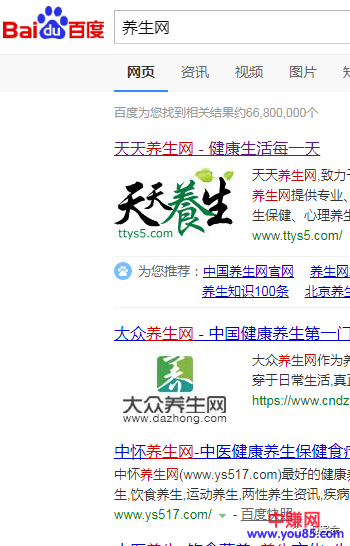 Bai du 百度
养生网
网页 资讯 视频 图片
百度为您找到相关结果约66,800,000个
天天养生网 - 健康生活每一天
天天養生
ttys5.com
天天养生网,致力
养生网提供专业、
生保健、心理养生
www.ttys5.com/
为您推荐: 中国养生网官网 养生网
养生知识100条 北京养生
大众养生网 - 中国健康养生第一门
养
大众养生网
www.dazhong.com
大众养生网作为养
穿于日常生活,真正
https://www.cndz
中怀养生网-中医健康养生保健食疗
中怀养生网(www.ys517.com)最好的健康养
生,饮食养生,运动养生,两性养生资讯,疾病
www.ys517.com/ - 百度快照
中赚网
www.you85.com